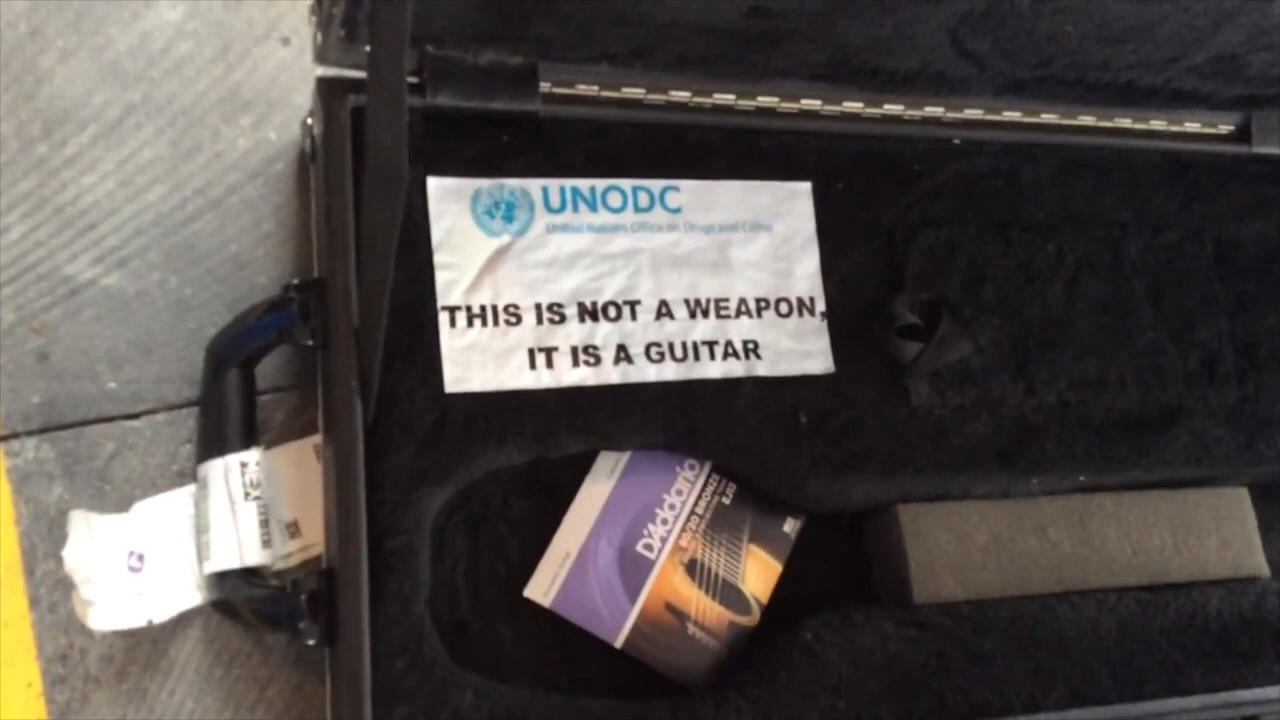 UNODC
United Nations Office on Drugs and Crime
THIS IS NOT A WEAPON,
IT IS A GUITAR
D'Addario
80/20 BRONZE
MEX